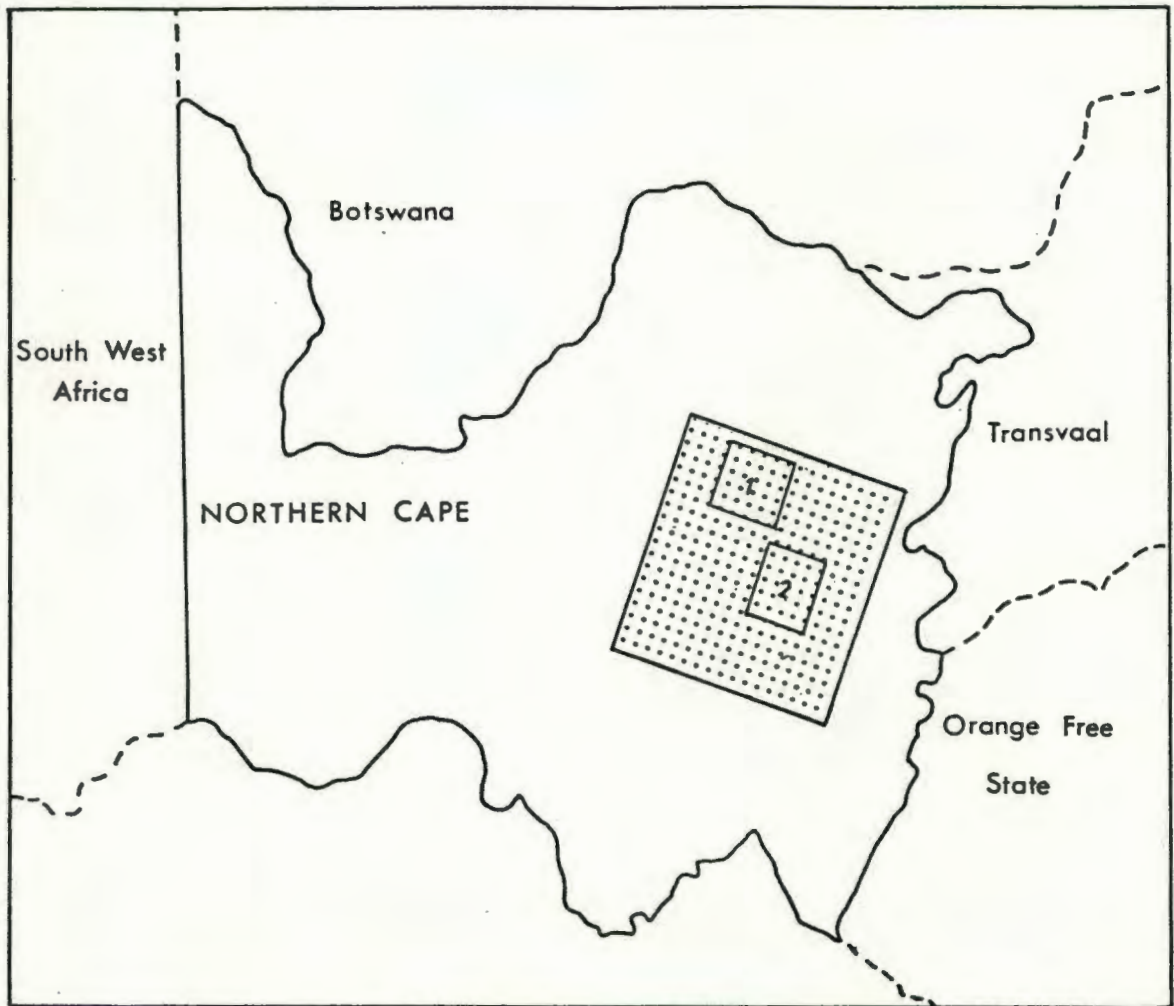 Botswana
South West
Africa
Transvaal
NORTHERN CAPE
1
2
Orange Free
State